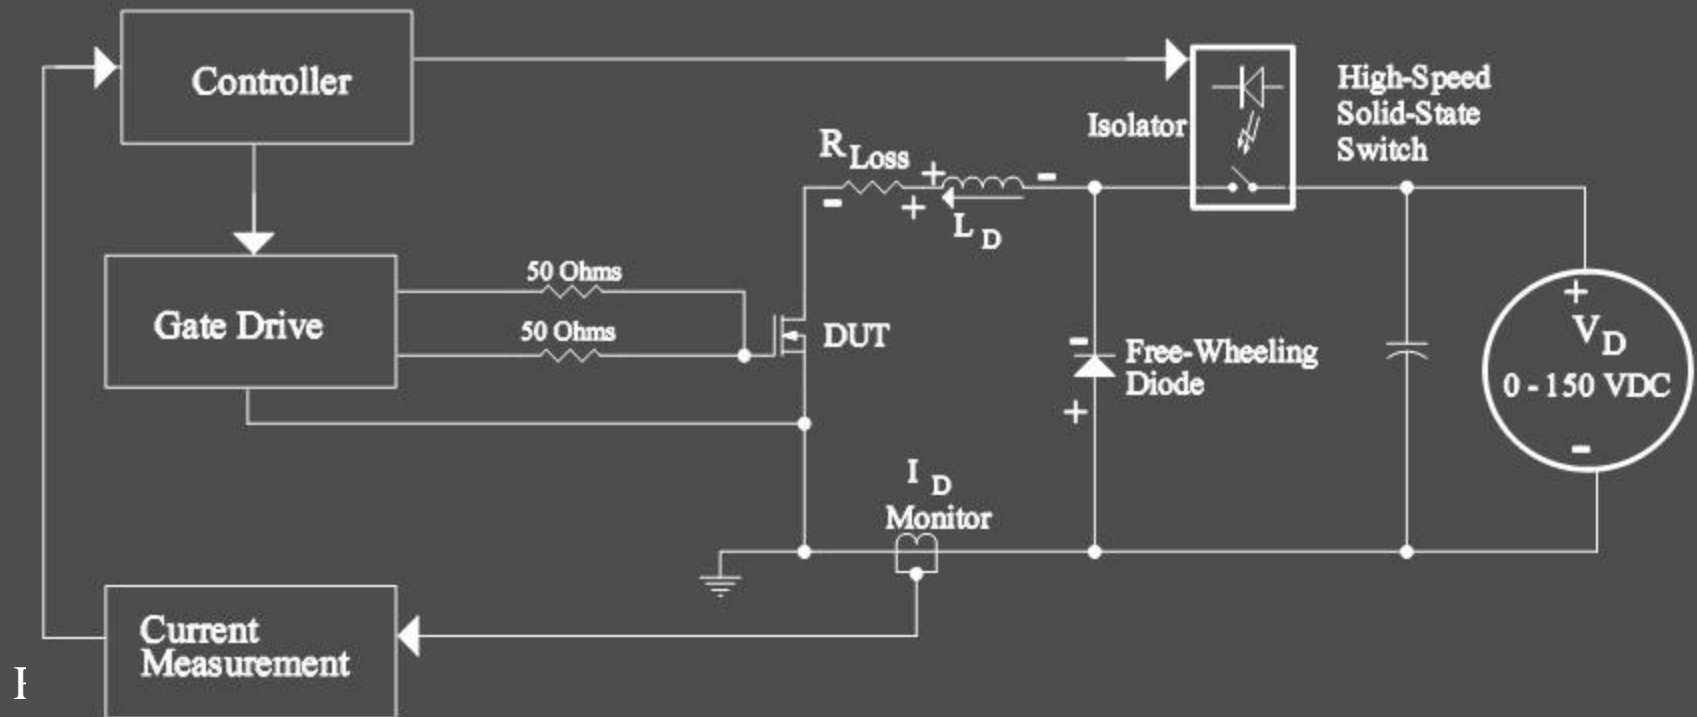 Controller
High-Speed
Solid-State
Switch
Isolator
R Loss
+ -
- +
L D
50 Ohms
Gate Drive
50 Ohms
DUT
+
V D
0 - 150 VDC
-
-
Free-Wheeling
Diode
+
I D
Monitor
Current
Measurement